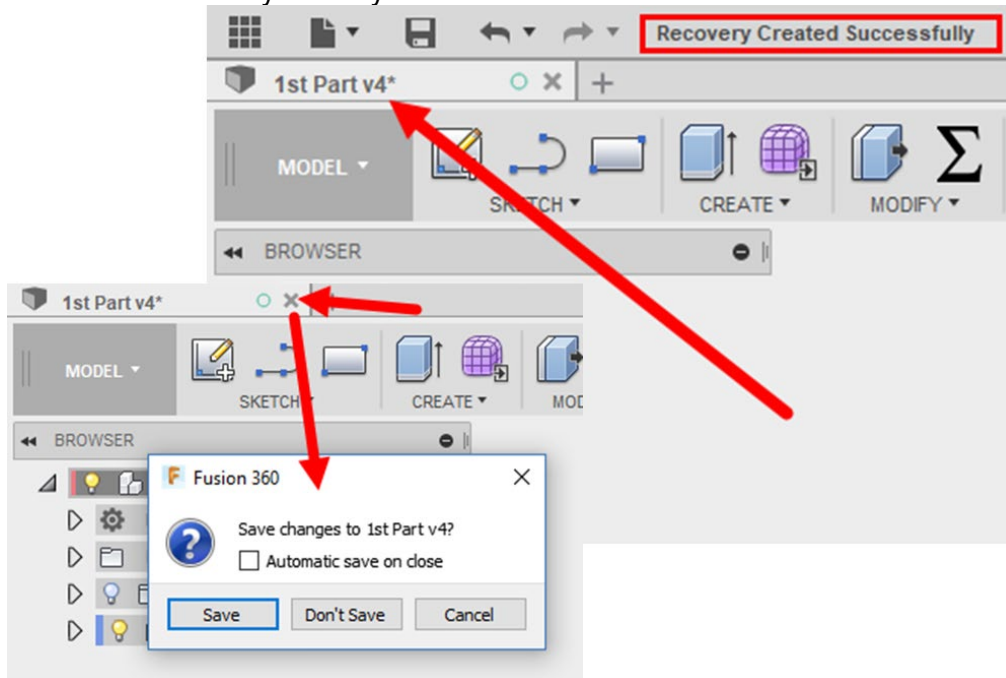 Recovery Created Successfully
1st Part v4*
MODEL
SKETCH
CREATE
MODIFY
BROWSER
1st Part v4*
MODEL
SKETCH
CREATE
MOD
BROWSER
Fusion 360
Save changes to 1st Part v4?
Automatic save on close
Save
Don't Save
Cancel